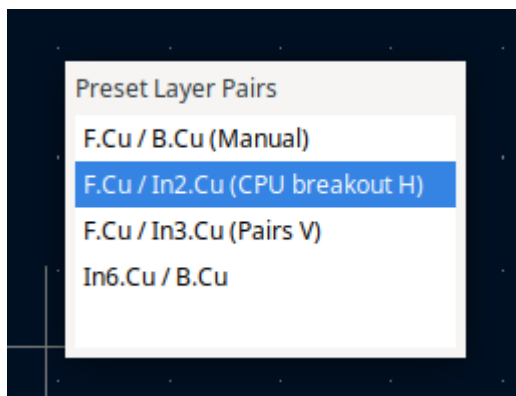 Preset Layer Pairs
F.Cu / B.Cu (Manual)
F.Cu / In2.Cu (CPU breakout H)
F.Cu / In3.Cu (Pairs V)
In6.Cu / B.Cu